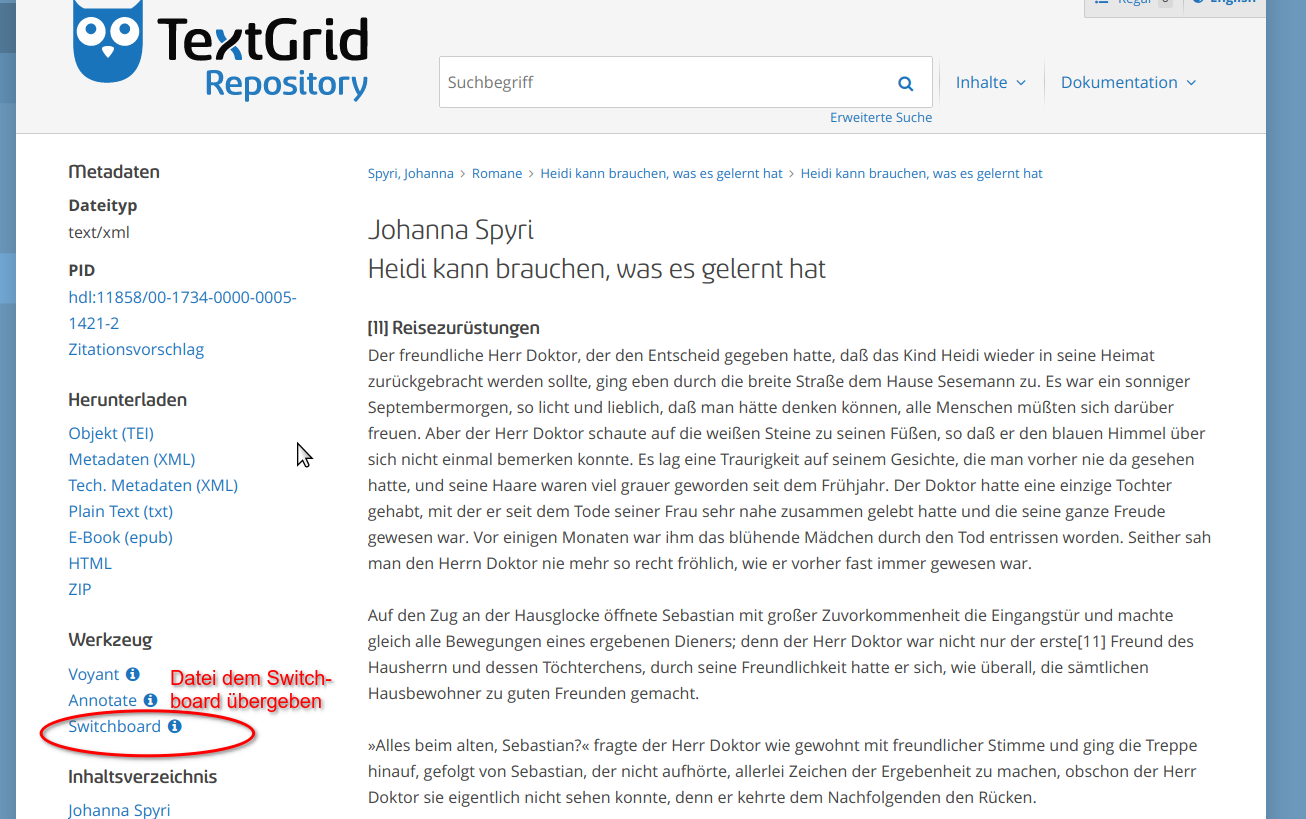 Regal 0
English
TextGrid
Repository
Suchbegriff
Inhalte
Dokumentation
Erweiterte Suche
Metadaten
Dateityp
text/xml
PID
hdl:11858/00-1734-0000-0005-
1421-2
Zitationsvorschlag
Herunterladen
Objekt (TEI)
Metadaten (XML)
Tech. Metadaten (XML)
Plain Text (txt)
E-Book (epub)
HTML
ZIP
Werkzeug
Voyant
Annotate
Switchboard
Datei dem Switch-
board übergeben
Inhaltsverzeichnis
Johanna Spyri
Spyri, Johanna > Romane > Heidi kann brauchen, was es gelernt hat > Heidi kann brauchen, was es gelernt hat
Johanna Spyri
Heidi kann brauchen, was es gelernt hat
[11] Reisezurüstungen
Der freundliche Herr Doktor, der den Entscheid gegeben hatte, daß das Kind Heidi wieder in seine Heimat
zurückgebracht werden sollte, ging eben durch die breite Straße dem Hause Sesemann zu. Es war ein sonniger
Septembermorgen, so licht und lieblich, daß man hätte denken können, alle Menschen müßten sich darüber
freuen. Aber der Herr Doktor schaute auf die weißen Steine zu seinen Füßen, so daß er den blauen Himmel über
sich nicht einmal bemerken konnte. Es lag eine Traurigkeit auf seinem Gesichte, die man vorher nie da gesehen
hatte, und seine Haare waren viel grauer geworden seit dem Frühjahr. Der Doktor hatte eine einzige Tochter
gehabt, mit der er seit dem Tode seiner Frau sehr nahe zusammen gelebt hatte und die seine ganze Freude
gewesen war. Vor einigen Monaten war ihm das blühende Mädchen durch den Tod entrissen worden. Seither sah
man den Herrn Doktor nie mehr so recht fröhlich, wie er vorher fast immer gewesen war.
Auf den Zug an der Hausglocke öffnete Sebastian mit großer Zuvorkommenheit die Eingangstür und machte
gleich alle Bewegungen eines ergebenen Dieners; denn der Herr Doktor war nicht nur der erste[11] Freund des
Hausherrn und dessen Töchterchens, durch seine Freundlichkeit hatte er sich, wie überall, die sämtlichen
Hausbewohner zu guten Freunden gemacht.
»Alles beim alten, Sebastian?« fragte der Herr Doktor wie gewohnt mit freundlicher Stimme und ging die Treppe
hinauf, gefolgt von Sebastian, der nicht aufhörte, allerlei Zeichen der Ergebenheit zu machen, obschon der Herr
Doktor sie eigentlich nicht sehen konnte, denn er kehrte dem Nachfolgenden den Rücken.